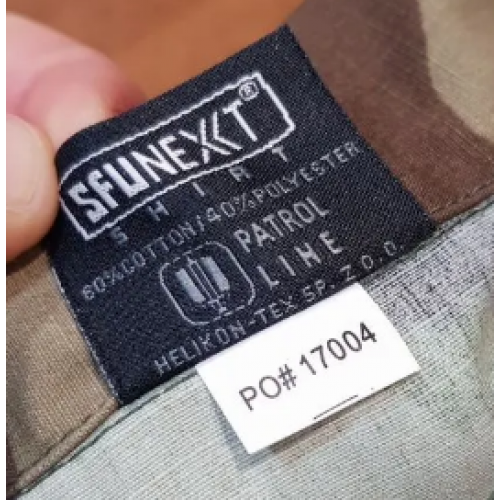 SFUNEXT®
SHIRT
60%COTTON/40%POLYESTER
PATROL
LINE
HELIKON-TEX SP. Z O.O.
PO# 17004